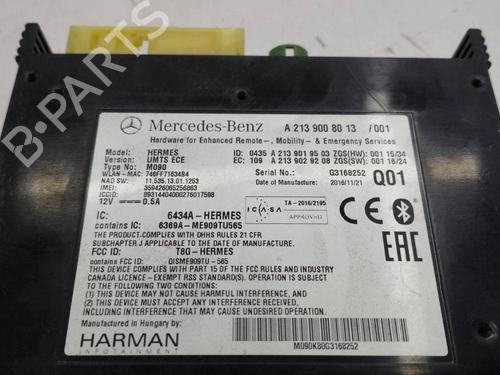 Mercedes-Benz A 213 900 80 13 / 001
Hardware for Enhanced Remote-, Mobility- & Emergency Services
Model: HERMES ID: 0435 A 213 901 95 03 ZGS(HW): 001 15/34
Version: UMTS ECE EC: 109 A 213 902 92 08 ZGS(SW): 001 16/24
Type No: M090
WLAN - MAC: 746FF7163484 Serial No.: G3168252
NAD SW: 11.535.13.01.1253 Date of Manufacture: 2016/11/21 Q01
IMEI: 359426065256863
ICCID: 89314404000276017598
12V 0.5A
ICASA
TA - 2016/2195
APPROVED
IC: 6434A-HERMES
contains IC: 6369A-ME909TU565
THE PRODUCT COMPLIES WITH DHHS RULES 21 CFR
SUBCHAPTER J APPLICABLE TO THE DATE OF MANUFACTURE.
FCC ID: T8G-HERMES
contains FCC ID: QISME909TU-565
THIS DEVICE COMPLIES WITH PART 15 OF THE FCC RULES AND INDUSTRY
CANADA LICENCE - EXEMPT RSS STANDARD(S). OPERATION IS
SUBJECT TO THE FOLLOWING TWO CONDITIONS:
(1) THIS DEVICE MAY NOT CAUSE HARMFUL INTERFERENCE, AND
(2) THIS DEVICE MUST ACCEPT ANY INTERFERENCE
RECEIVED, INCLUDING INTERFERENCE THAT MAY CAUSE
UNDESIRED OPERATION.
Manufactured in Hungary by:
HARMAN
INFOTAINMENT
M090K80G3168252
CE
EAC
B-PARTS